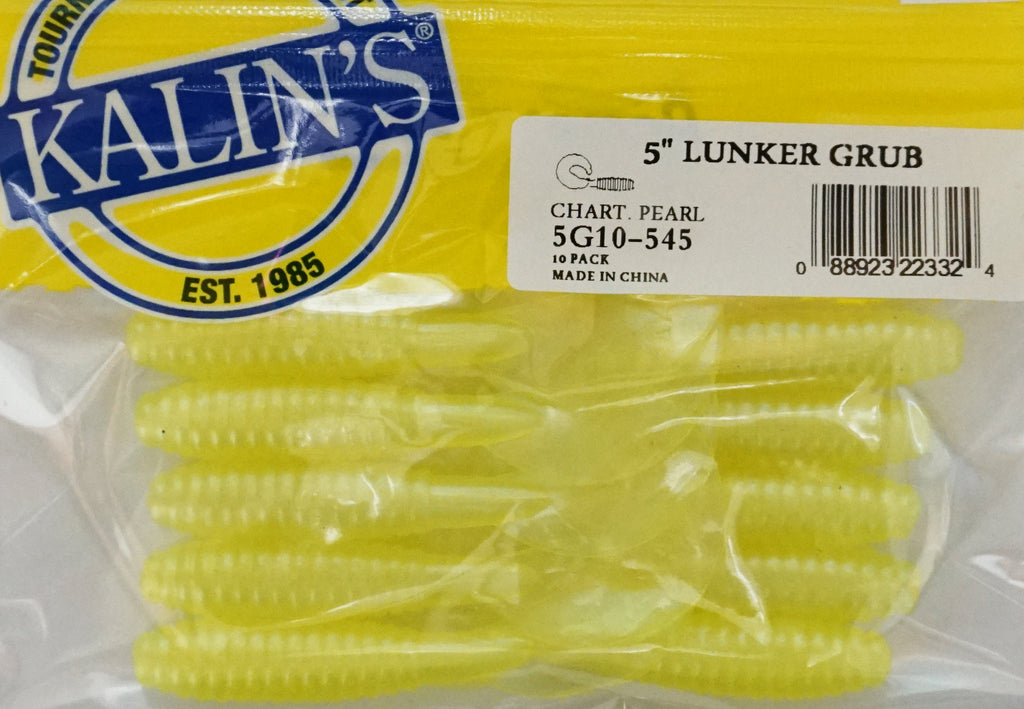 TOURN
KALIN'S®
EST. 1985
5" LUNKER GRUB
CHART. PEARL
5G10-545
10 PACK
MADE IN CHINA
0 88923 22332 4